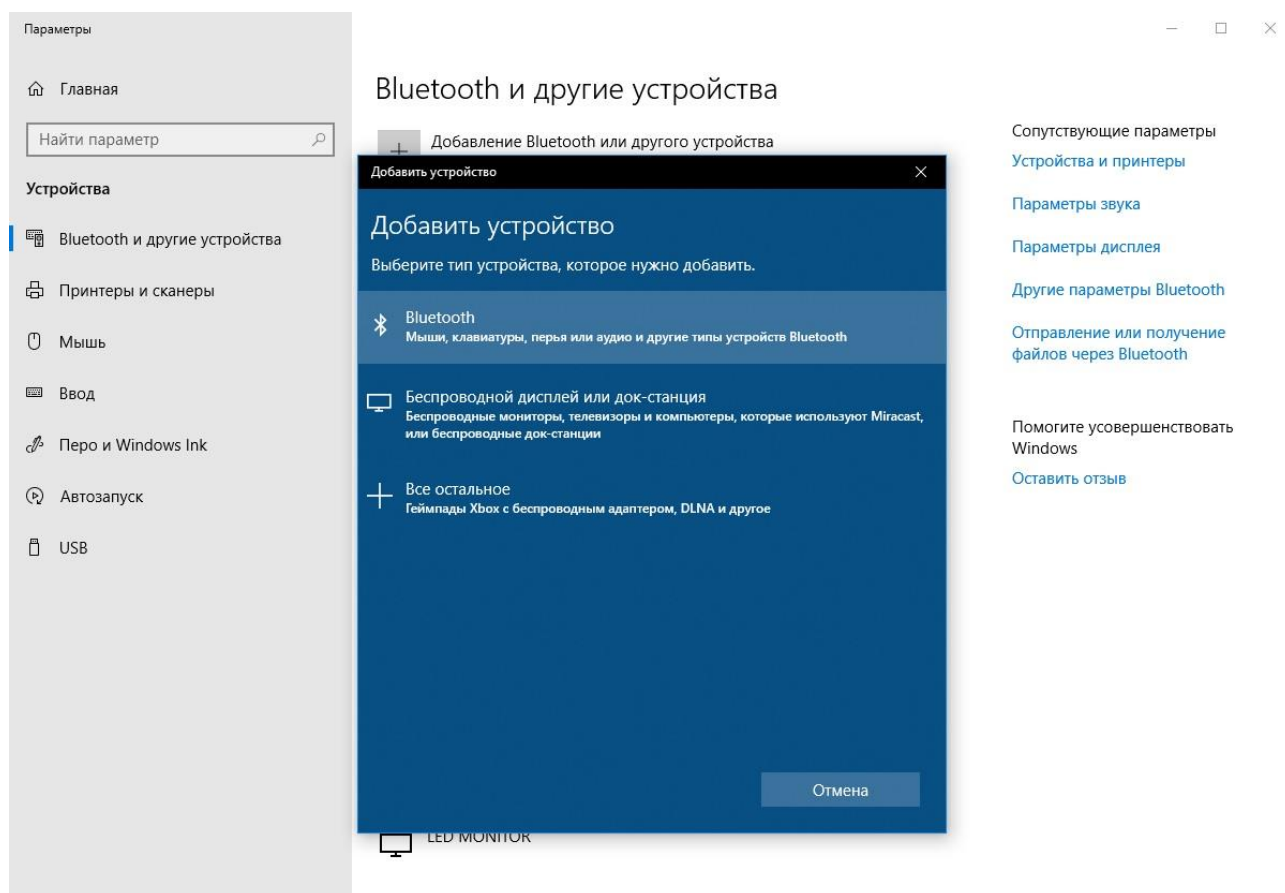 Параметры
Главная
Найти параметр
Устройства
Bluetooth и другие устройства
Принтеры и сканеры
Мышь
Ввод
Перо и Windows Ink
Автозапуск
USB
Bluetooth и другие устройства
Добавление Bluetooth или другого устройства
Добавить устройство
Добавить устройство
Выберите тип устройства, которое нужно добавить.
Bluetooth
Мыши, клавиатуры, перья или аудио и другие типы устройств Bluetooth
Беспроводной дисплей или док-станция
Беспроводные мониторы, телевизоры и компьютеры, которые используют Miracast,
или беспроводные док-станции
Все остальное
Геймпады Xbox с беспроводным адаптером, DLNA и другое
Отмена
LED MONITOR
Сопутствующие параметры
Устройства и принтеры
Параметры звука
Параметры дисплея
Другие параметры Bluetooth
Отправление или получение
файлов через Bluetooth
Помогите усовершенствовать
Windows
Оставить отзыв